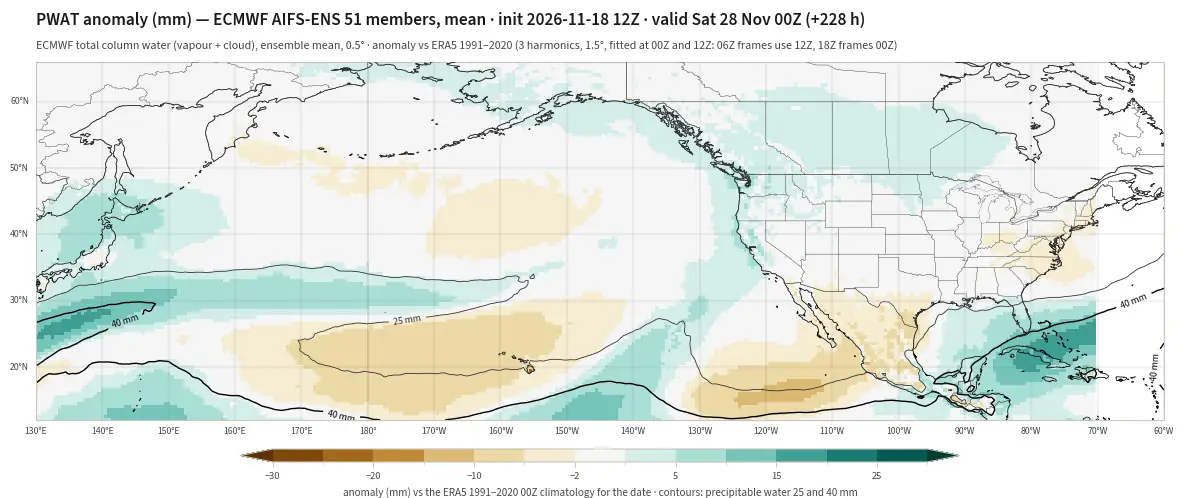 PWAT anomaly (mm) — ECMWF AIFS-ENS 51 members, mean · init 2026-11-18 12Z · valid Sat 28 Nov 00Z (+228 h)
ECMWF total column water (vapour + cloud), ensemble mean, 0.5° · anomaly vs ERA5 1991–2020 (3 harmonics, 1.5°, fitted at 00Z and 12Z: 06Z frames use 12Z, 18Z frames 00Z)
60°N
50°N
40°N
30°N
20°N
40 mm
25 mm
40 mm
40 mm
40 mm
130°E 140°E 150°E 160°E 170°E 180° 170°W 160°W 150°W 140°W 130°W 120°W 110°W 100°W 90°W 80°W 70°W 60°W
−30 −20 −10 −2 5 15 25
anomaly (mm) vs the ERA5 1991–2020 00Z climatology for the date · contours: precipitable water 25 and 40 mm